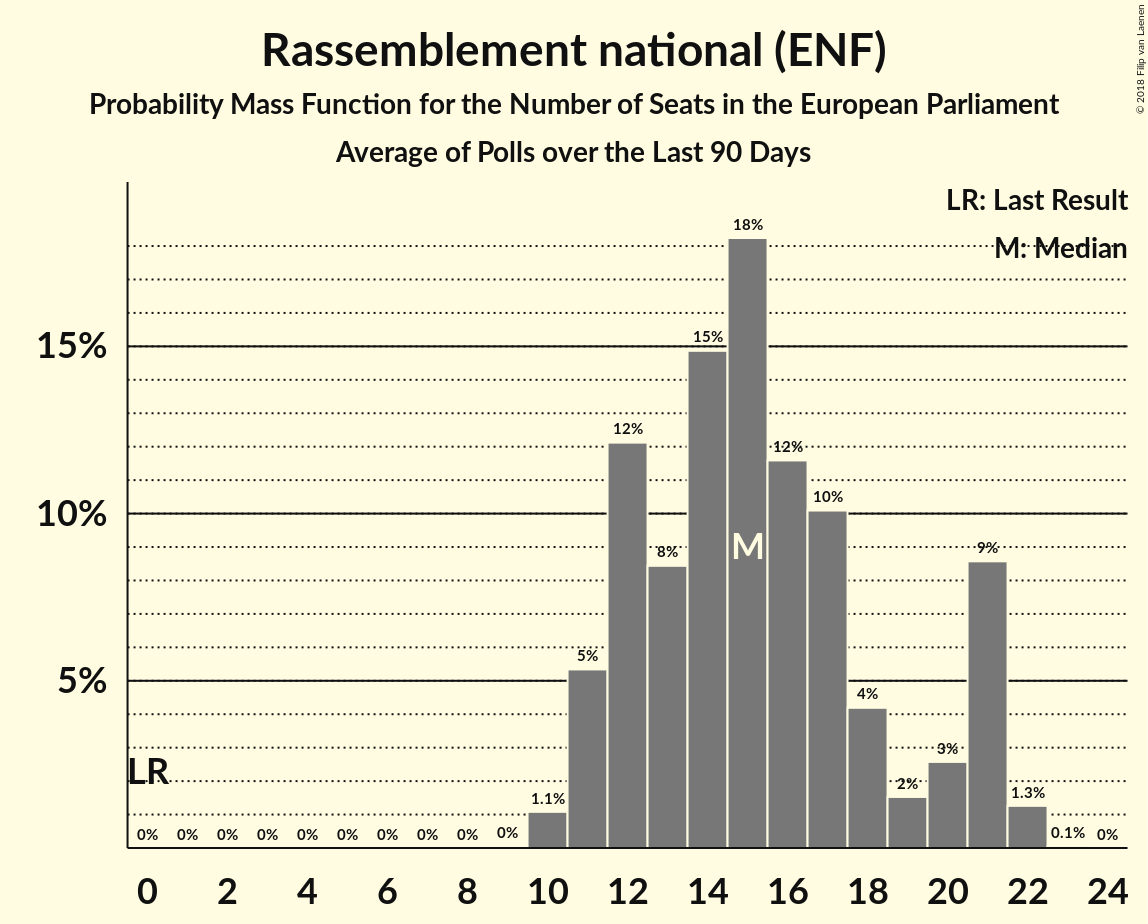 Rassemblement national (ENF)
Probability Mass Function for the Number of Seats in the European Parliament
Average of Polls over the Last 90 Days
© 2018 Filip van Laenen
LR: Last Result
M: Median
18%
15%
15%
12%
12%
10%
10%
8%
M
9%
5%
5%
4%
LR
3%
2%
1.1%
1.3%
0% 0% 0% 0% 0% 0% 0% 0% 0% 0% 0.1% 0%
0 2 4 6 8 10 12 14 16 18 20 22 24